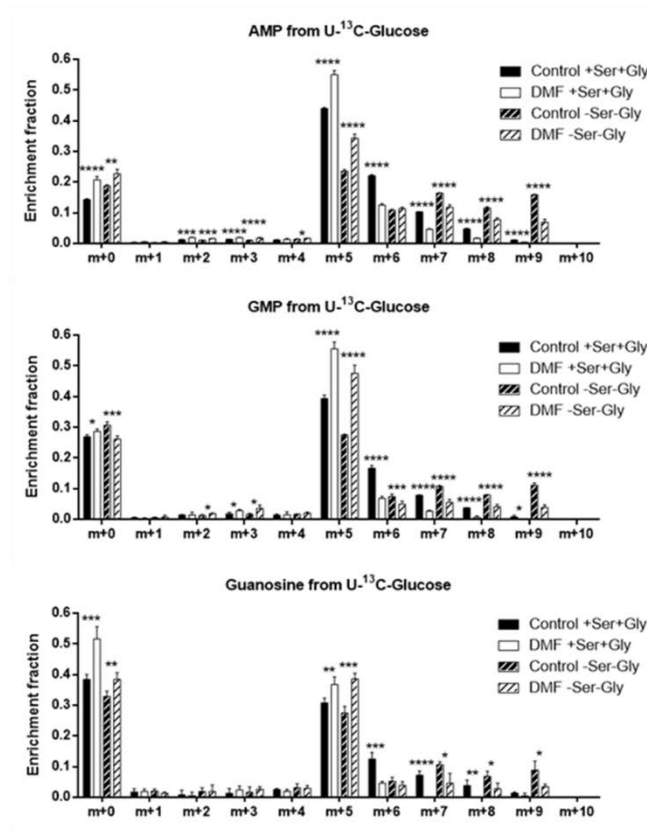 AMP from U-¹³C-Glucose
Enrichment fraction
0.6
0.5
0.4
0.3
0.2
0.1
0.0
**** ** *** *** *** **** * **** **** **** **** **** **** **** **** ****
Control +Ser+Gly
DMF +Ser+Gly
Control -Ser-Gly
DMF -Ser-Gly
m+0 m+1 m+2 m+3 m+4 m+5 m+6 m+7 m+8 m+9 m+10
GMP from U-¹³C-Glucose
Enrichment fraction
0.6
0.5
0.4
0.3
0.2
0.1
0.0
* *** * * * **** **** **** *** **** **** **** **** * ****
Control +Ser+Gly
DMF +Ser+Gly
Control -Ser-Gly
DMF -Ser-Gly
m+0 m+1 m+2 m+3 m+4 m+5 m+6 m+7 m+8 m+9 m+10
Guanosine from U-¹³C-Glucose
Enrichment fraction
0.6
0.5
0.4
0.3
0.2
0.1
0.0
*** ** ** *** *** **** * ** * *
Control +Ser+Gly
DMF +Ser+Gly
Control -Ser-Gly
DMF -Ser-Gly
m+0 m+1 m+2 m+3 m+4 m+5 m+6 m+7 m+8 m+9 m+10